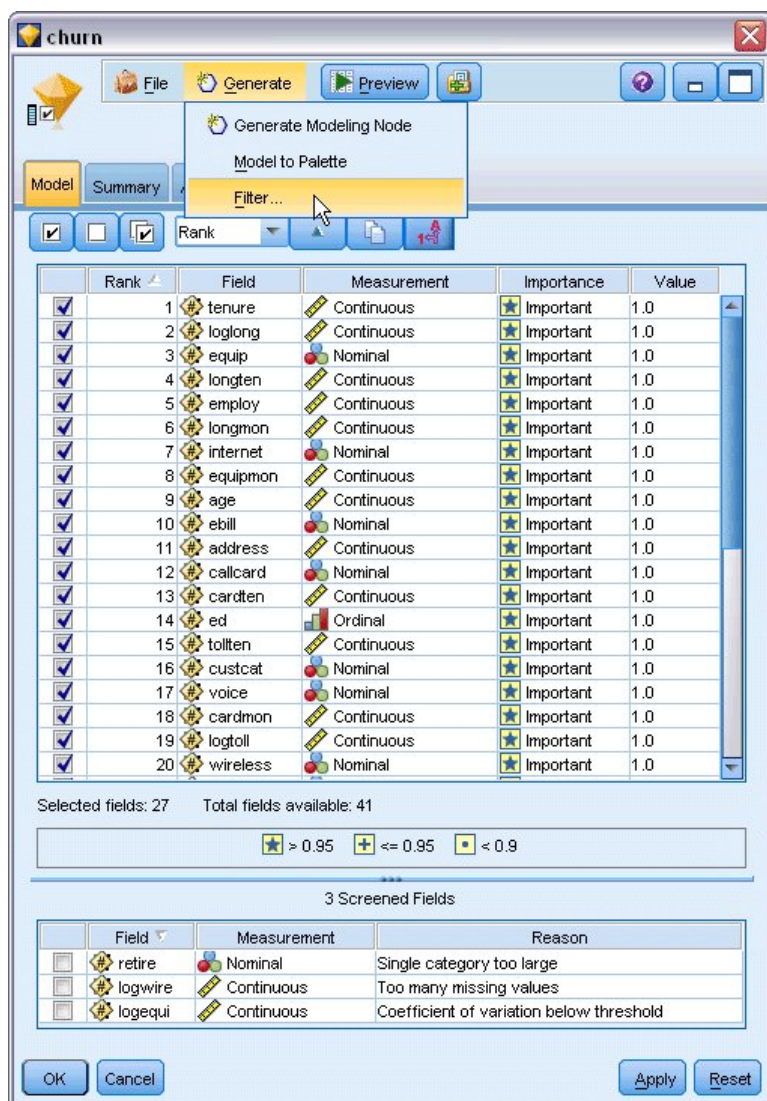 churn
File Generate Preview
Generate Modeling Node
Model to Palette
Filter...
Model Summary
Rank
Rank Field Measurement Importance Value
1 tenure Continuous Important 1.0
2 loglong Continuous Important 1.0
3 equip Nominal Important 1.0
4 longten Continuous Important 1.0
5 employ Continuous Important 1.0
6 longmon Continuous Important 1.0
7 internet Nominal Important 1.0
8 equipmon Continuous Important 1.0
9 age Continuous Important 1.0
10 ebill Nominal Important 1.0
11 address Continuous Important 1.0
12 callcard Nominal Important 1.0
13 cardten Continuous Important 1.0
14 ed Ordinal Important 1.0
15 tollten Continuous Important 1.0
16 custcat Nominal Important 1.0
17 voice Nominal Important 1.0
18 cardmon Continuous Important 1.0
19 logtoll Continuous Important 1.0
20 wireless Nominal Important 1.0
Selected fields: 27 Total fields available: 41
> 0.95 <= 0.95 < 0.9
3 Screened Fields
Field Measurement Reason
retire Nominal Single category too large
logwire Continuous Too many missing values
logequi Continuous Coefficient of variation below threshold
OK Cancel Apply Reset